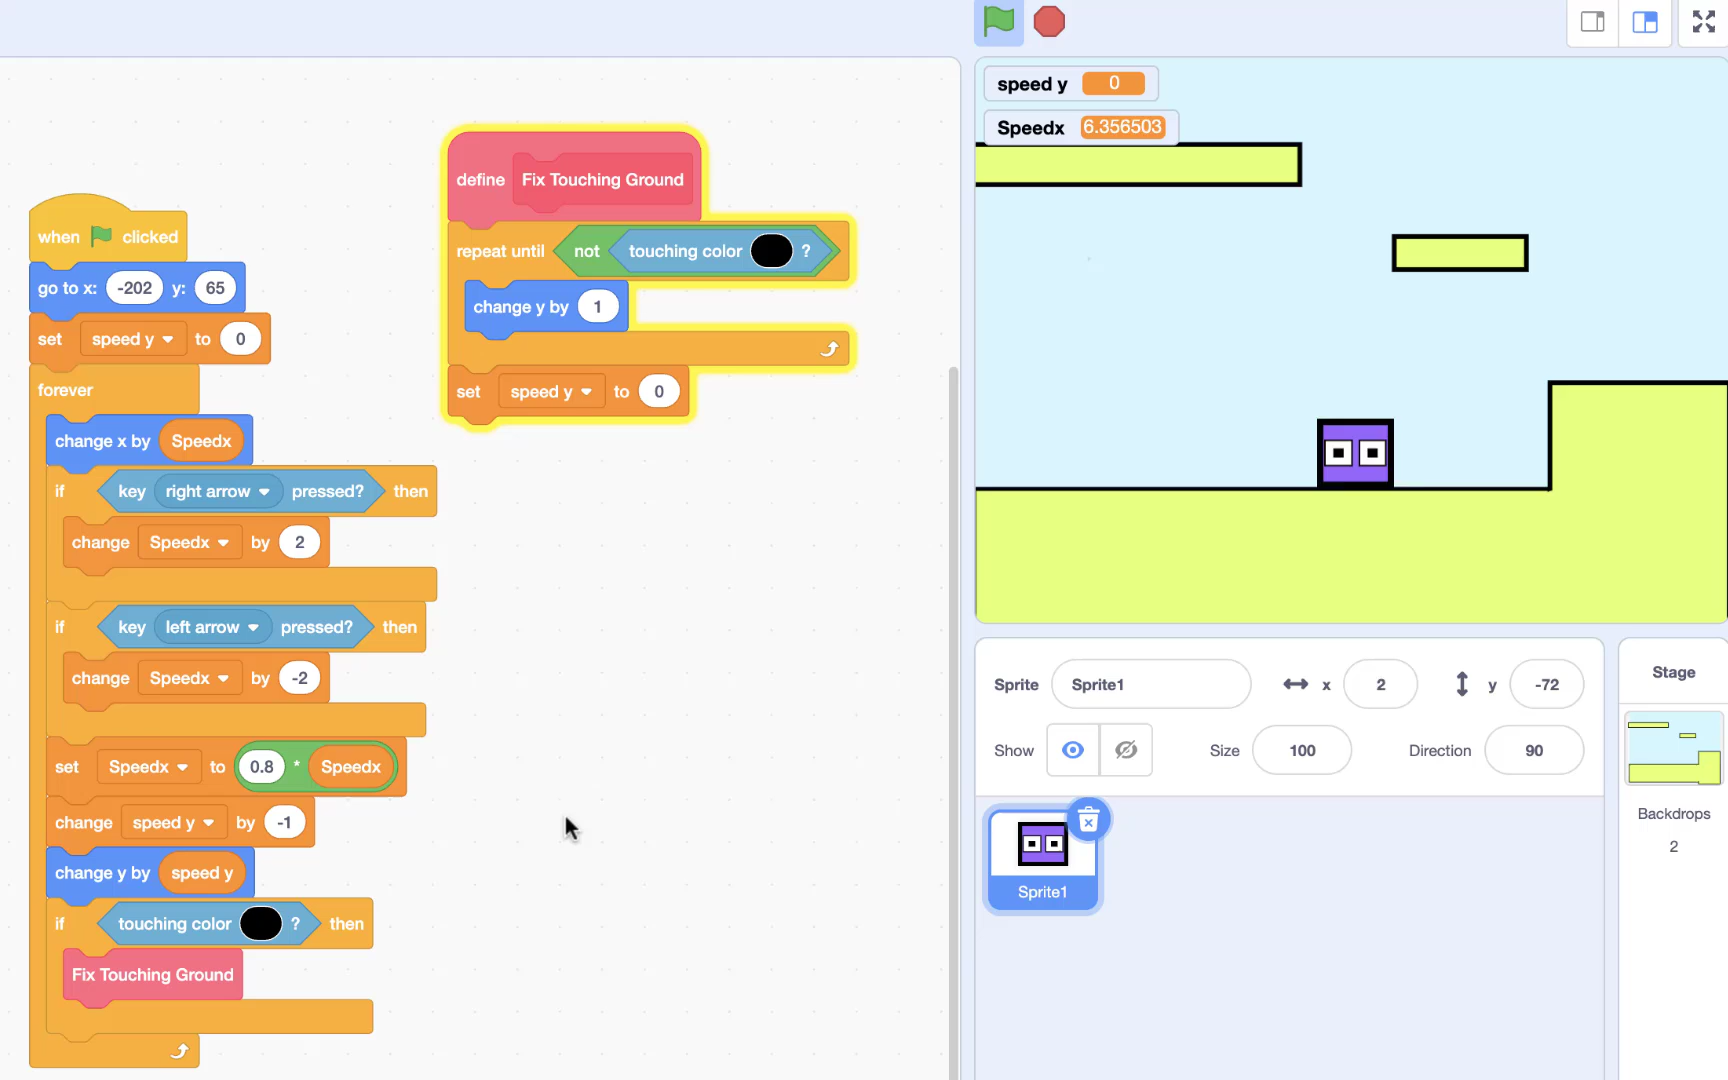 when clicked
go to x: -202 y: 65
set speed y to 0
forever
change x by Speedx
if key right arrow pressed? then
change Speedx by 2
if key left arrow pressed? then
change Speedx by -2
set Speedx to 0.8 * Speedx
change speed y by -1
change y by speed y
if touching color ? then
Fix Touching Ground
define Fix Touching Ground
repeat until not touching color ?
change y by 1
set speed y to 0
speed y 0
Speedx 6.356503
Sprite Sprite1 x 2 y -72
Show Size 100 Direction 90
Sprite1
Stage
Backdrops
2